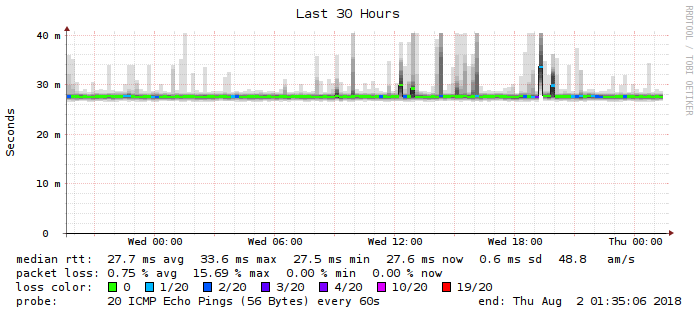 Last 30 Hours
RRDTOOL / TOBI OETIKER
Seconds
40 m
30 m
20 m
10 m
0
Wed 00:00 Wed 06:00 Wed 12:00 Wed 18:00 Thu 00:00
median rtt: 27.7 ms avg 33.6 ms max 27.5 ms min 27.6 ms now 0.6 ms sd 48.8 am/s
packet loss: 0.75 % avg 15.69 % max 0.00 % min 0.00 % now
loss color: 0 1/20 2/20 3/20 4/20 10/20 19/20
probe: 20 ICMP Echo Pings (56 Bytes) every 60s end: Thu Aug 2 01:35:06 2018